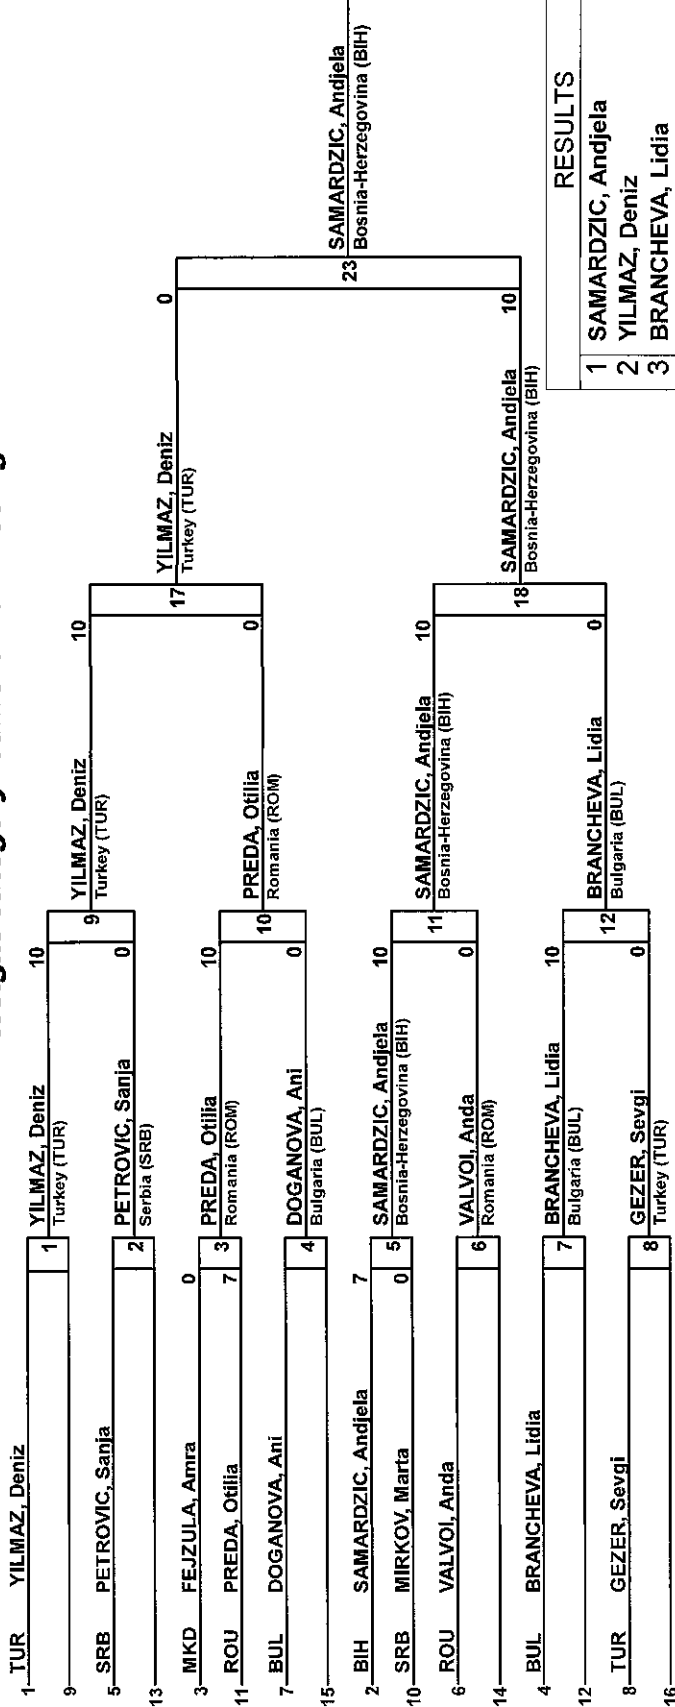 1 TUR YILMAZ, Deniz
9
5 SRB PETROVIC, Sanja
13
3 MKD FEJZULA, Amra 0
11 ROU PREDA, Otilia 7
7 BUL DOGANOVA, Ani
15
2 BIH SAMARDZIC, Andjela 7
10 SRB MIRKOV, Marta 0
6 ROU VALVOI, Anda
14
4 BUL BRANCHEVA, Lidia
12
8 TUR GEZER, Sevgi
16
1
2
3
4
5
6
7
8
YILMAZ, Deniz 10
Turkey (TUR)
PETROVIC, Sanja 0
Serbia (SRB)
PREDA, Otilia 10
Romania (ROM)
DOGANOVA, Ani 0
Bulgaria (BUL)
SAMARDZIC, Andjela 10
Bosnia-Herzegovina (BIH)
VALVOI, Anda 0
Romania (ROM)
BRANCHEVA, Lidia 10
Bulgaria (BUL)
GEZER, Sevgi 0
Turkey (TUR)
9
10
11
12
YILMAZ, Deniz 10
Turkey (TUR)
PREDA, Otilia 0
Romania (ROM)
SAMARDZIC, Andjela 10
Bosnia-Herzegovina (BIH)
BRANCHEVA, Lidia 0
Bulgaria (BUL)
17
18
YILMAZ, Deniz 0
Turkey (TUR)
SAMARDZIC, Andjela 10
Bosnia-Herzegovina (BIH)
23
SAMARDZIC, Andjela
Bosnia-Herzegovina (BIH)
RESULTS
1 SAMARDZIC, Andjela
2 YILMAZ, Deniz
3 BRANCHEVA, Lidia